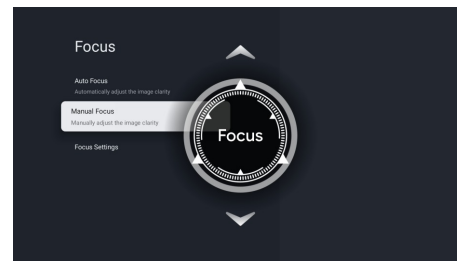 Focus
Auto Focus
Automatically adjust the image clarity
Manual Focus
Manually adjust the image clarity
Focus Settings
Focus